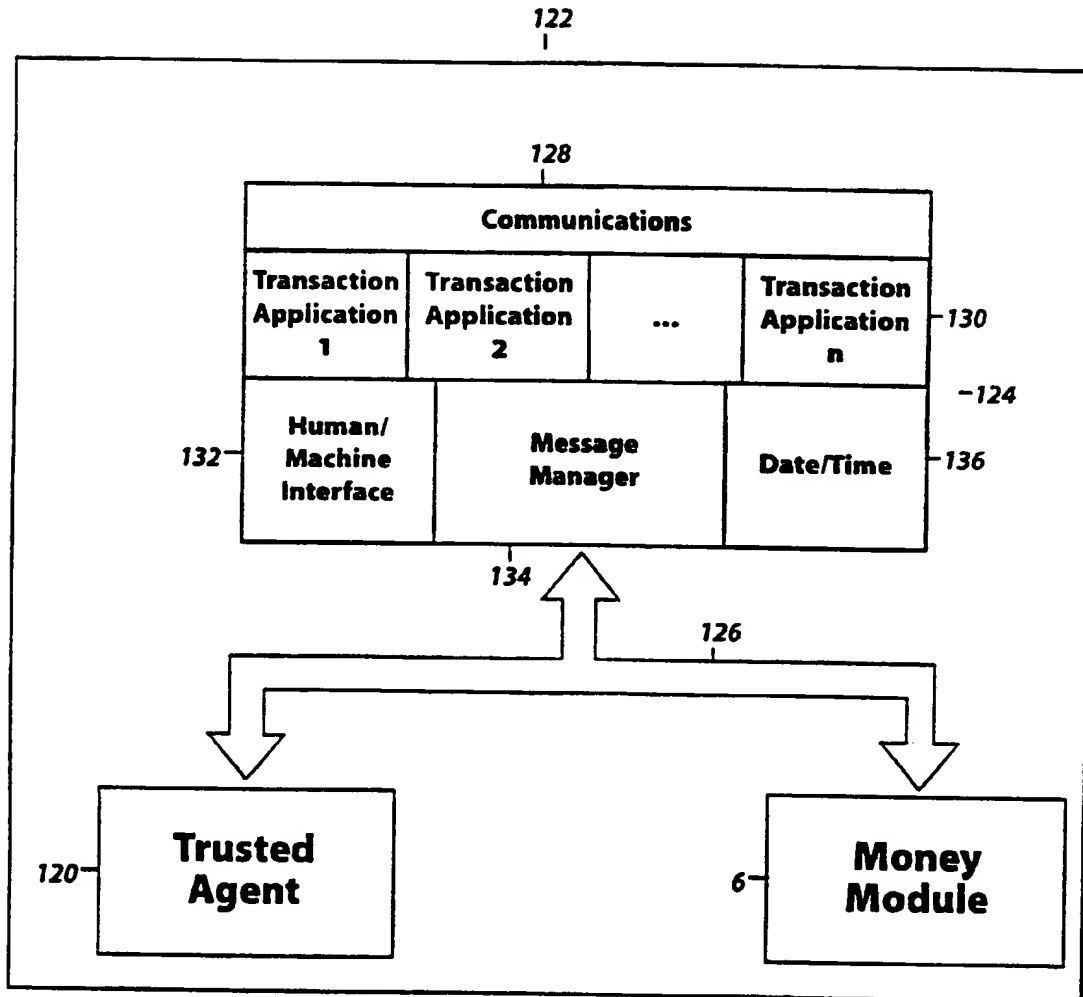 122
128
Communications
Transaction
Application
1
Transaction
Application
2
...
Transaction
Application
n
130
124
132
Human/
Machine
Interface
Message
Manager
Date/Time
136
134
126
120
Trusted
Agent
6
Money
Module